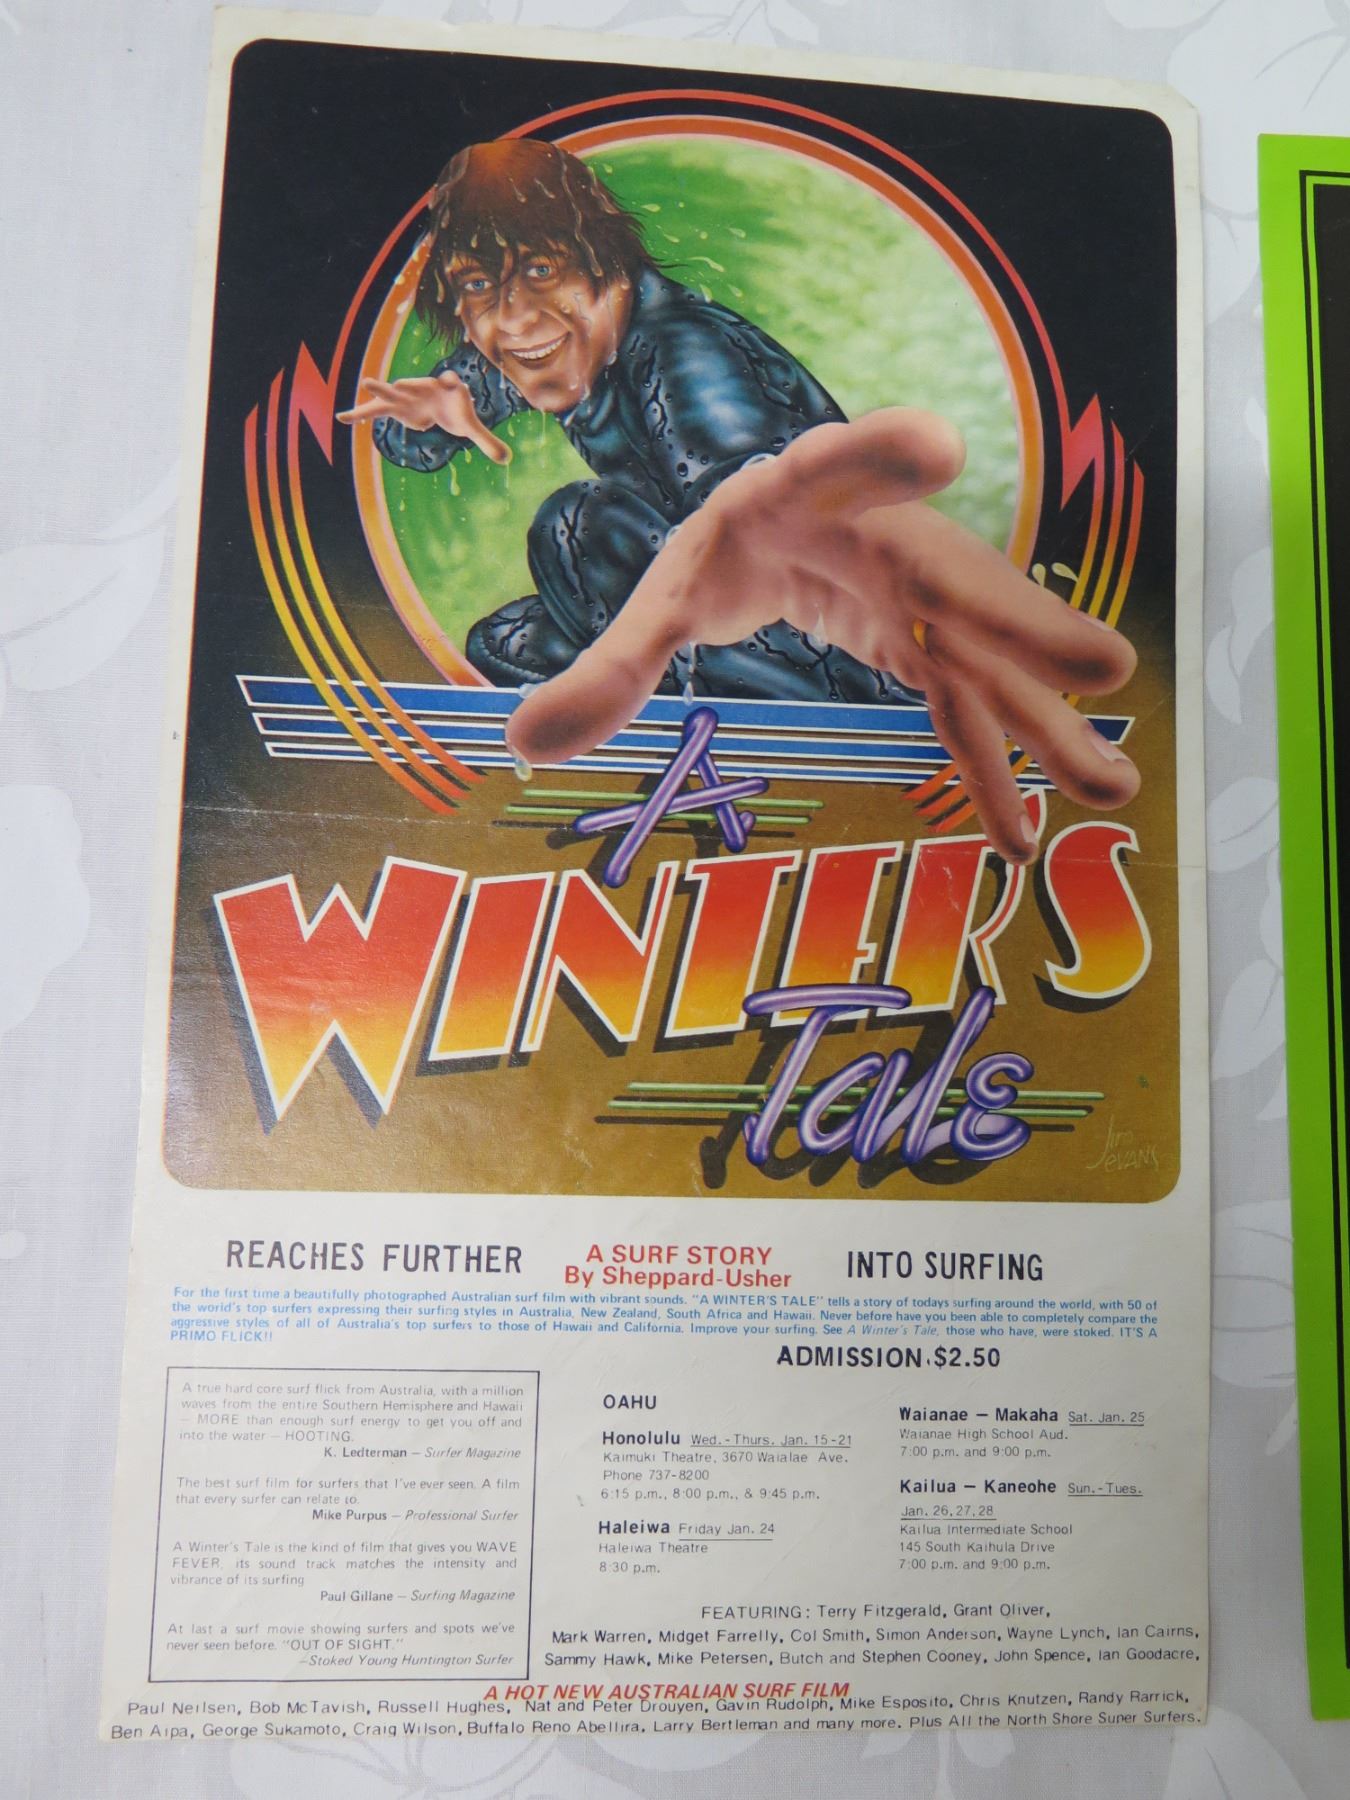 A
WINTER'S
Tale
Jim
Evans
REACHES FURTHER
A SURF STORY
By Sheppard-Usher
INTO SURFING
For the first time a beautifully photographed Australian surf film with vibrant sounds. "A WINTER'S TALE" tells a story of todays surfing around the world, with 50 of
the world's top surfers expressing their surfing styles in Australia, New Zealand, South Africa and Hawaii. Never before have you been able to completely compare the
aggressive styles of all of Australia's top surfers to those of Hawaii and California. Improve your surfing. See A Winter's Tale, those who have, were stoked. IT'S A
PRIMO FLICK!!
ADMISSION $2.50
A true hard core surf flick from Australia, with a million
waves from the entire Southern Hemisphere and Hawaii
— MORE than enough surf energy to get you off and
into the water — HOOTING.
K. Ledterman — Surfer Magazine
The best surf film for surfers that I've ever seen. A film
that every surfer can relate to.
Mike Purpus — Professional Surfer
A Winter's Tale is the kind of film that gives you WAVE
FEVER, its sound track matches the intensity and
vibrance of its surfing
Paul Gillane — Surfing Magazine
At last a surf movie showing surfers and spots we've
never seen before. "OUT OF SIGHT."
—Stoked Young Huntington Surfer
OAHU
Honolulu Wed. - Thurs. Jan. 15-21
Kaimuki Theatre, 3670 Waialae Ave.
Phone 737-8200
6:15 p.m., 8:00 p.m., & 9:45 p.m.
Haleiwa Friday Jan. 24
Haleiwa Theatre
8:30 p.m.
Waianae — Makaha Sat. Jan. 25
Waianae High School Aud.
7:00 p.m. and 9:00 p.m.
Kailua — Kaneohe Sun. - Tues.
Jan. 26, 27, 28
Kailua Intermediate School
145 South Kaihula Drive
7:00 p.m. and 9:00 p.m.
FEATURING: Terry Fitzgerald, Grant Oliver,
Mark Warren, Midget Farrelly, Col Smith, Simon Anderson, Wayne Lynch, Ian Cairns,
Sammy Hawk, Mike Petersen, Butch and Stephen Cooney, John Spence, Ian Goodacre,
A HOT NEW AUSTRALIAN SURF FILM
Paul Neilsen, Bob McTavish, Russell Hughes, Nat and Peter Drouyen, Gavin Rudolph, Mike Esposito, Chris Knutzen, Randy Rarrick,
Ben Aipa, George Sukamoto, Craig Wilson, Buffalo Reno Abellira, Larry Bertleman and many more. Plus All the North Shore Super Surfers.